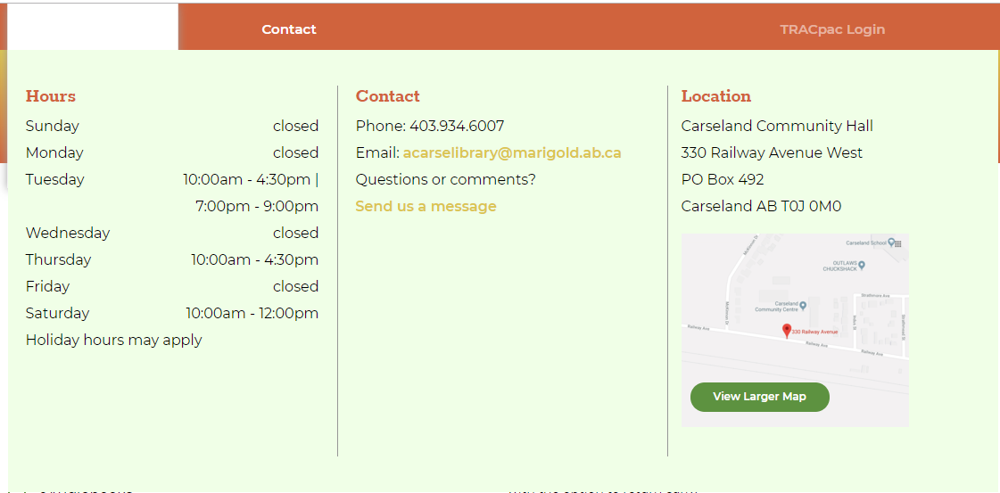 Contact
TRACpac Login
Hours
Sunday closed
Monday closed
Tuesday 10:00am - 4:30pm |
7:00pm - 9:00pm
Wednesday closed
Thursday 10:00am - 4:30pm
Friday closed
Saturday 10:00am - 12:00pm
Holiday hours may apply
Contact
Phone: 403.934.6007
Email: acarselibrary@marigold.ab.ca
Questions or comments?
Send us a message
Location
Carseland Community Hall
330 Railway Avenue West
PO Box 492
Carseland AB T0J 0M0
McKinnon Dr
Carseland School
OUTLAWS
CHUCKSHACK
Strathmore Ave
Carseland
Community Centre
McKinnon Dr
Strathmore St
Railway Ave
330 Railway Avenue
Railway Ave
Railway Ave
View Larger Map